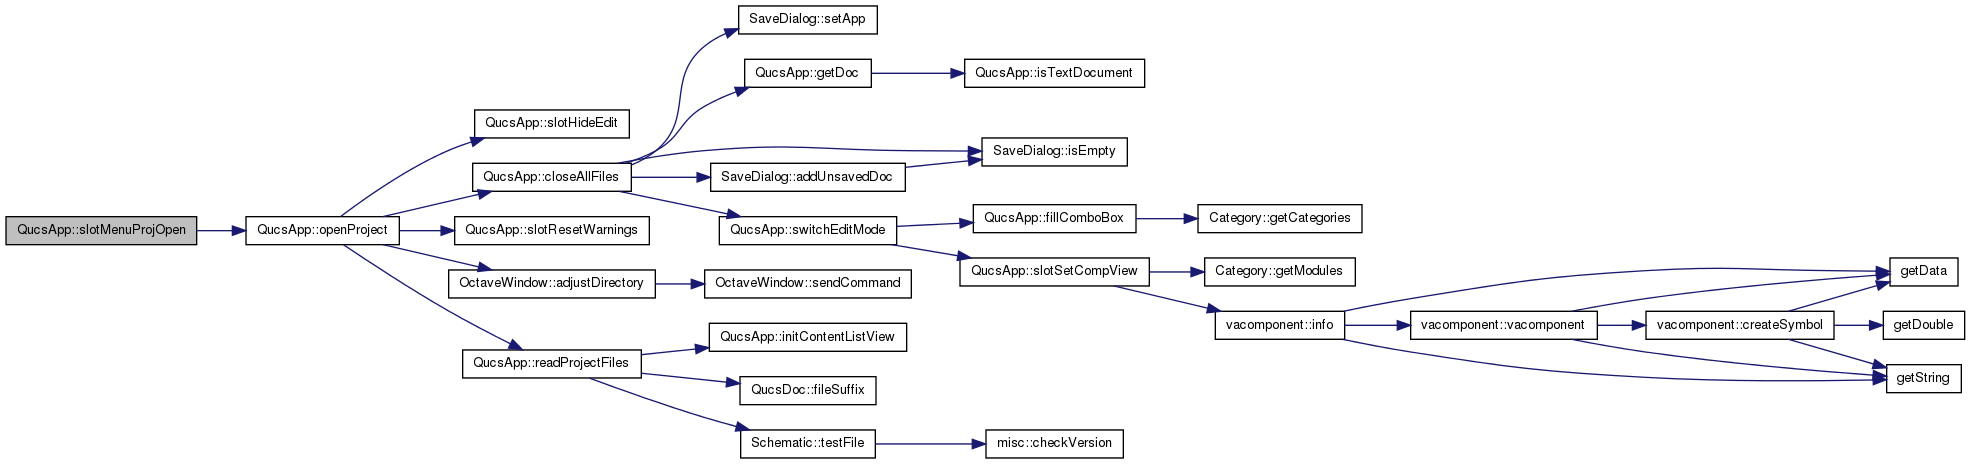 SaveDialog::setApp
QucsApp::getDoc
QucsApp::isTextDocument
QucsApp::slotHideEdit
SaveDialog::isEmpty
QucsApp::closeAllFiles
SaveDialog::addUnsavedDoc
QucsApp::fillComboBox
Category::getCategories
QucsApp::slotMenuProjOpen
QucsApp::openProject
QucsApp::slotResetWarnings
QucsApp::switchEditMode
QucsApp::slotSetCompView
Category::getModules
getData
OctaveWindow::adjustDirectory
OctaveWindow::sendCommand
vacomponent::info
vacomponent::vacomponent
vacomponent::createSymbol
getDouble
QucsApp::initContentListView
QucsApp::readProjectFiles
getString
QucsDoc::fileSuffix
Schematic::testFile
misc::checkVersion